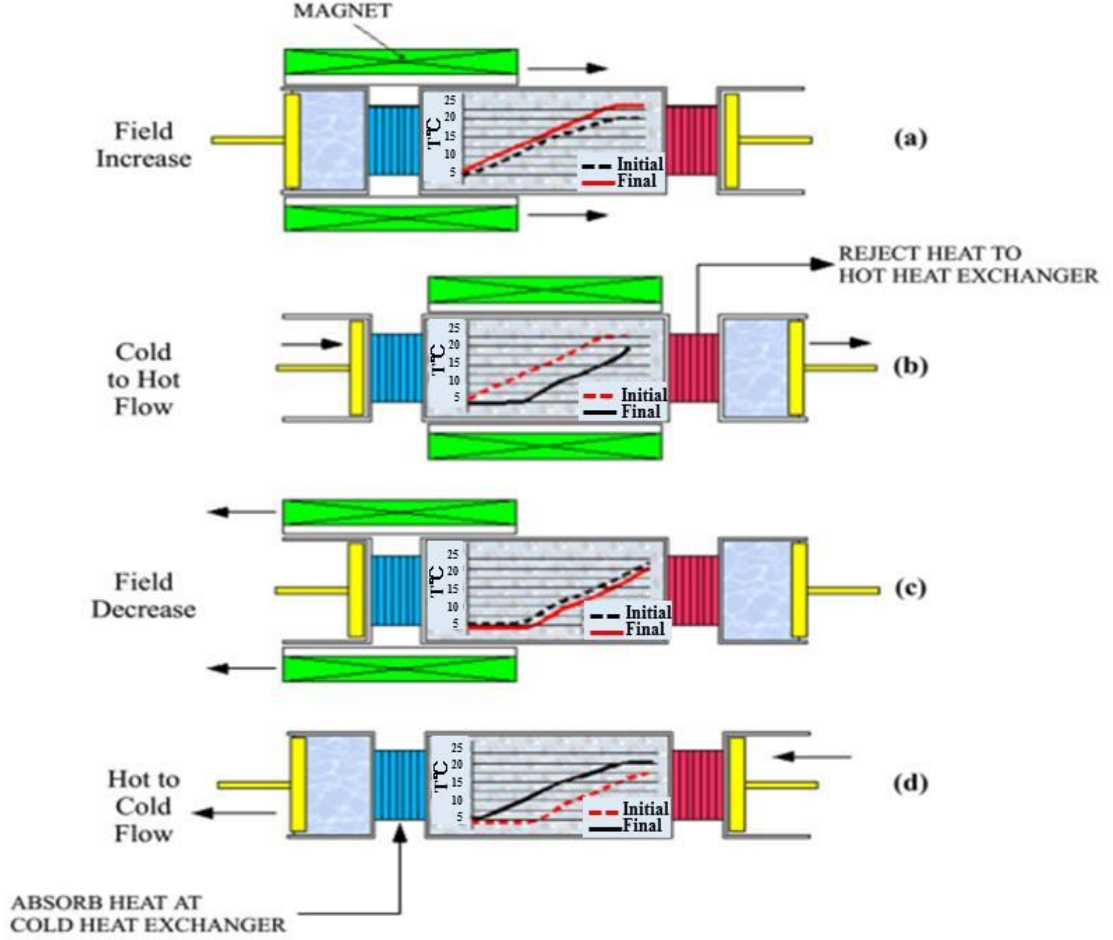 MAGNET
Field
Increase
25
20
15
10
5
T°C
Initial
Final
(a)
REJECT HEAT TO
HOT HEAT EXCHANGER
Cold
to Hot
Flow
25
20
15
10
5
T°C
Initial
Final
(b)
Field
Decrease
25
20
15
10
5
T°C
Initial
Final
(c)
Hot to
Cold
Flow
25
20
15
10
5
T°C
Initial
Final
(d)
ABSORB HEAT AT
COLD HEAT EXCHANGER